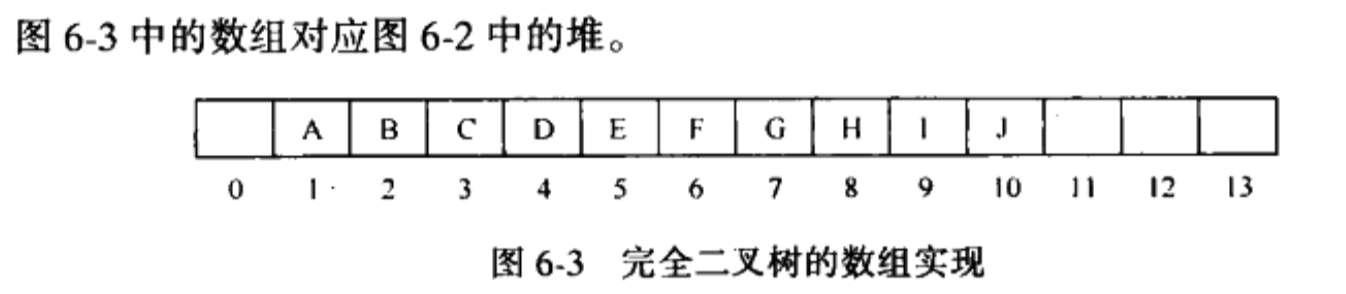 图 6-3 中的数组对应图 6-2 中的堆。
A B C D E F G H I J
0 1 2 3 4 5 6 7 8 9 10 11 12 13
图 6-3 完全二叉树的数组实现